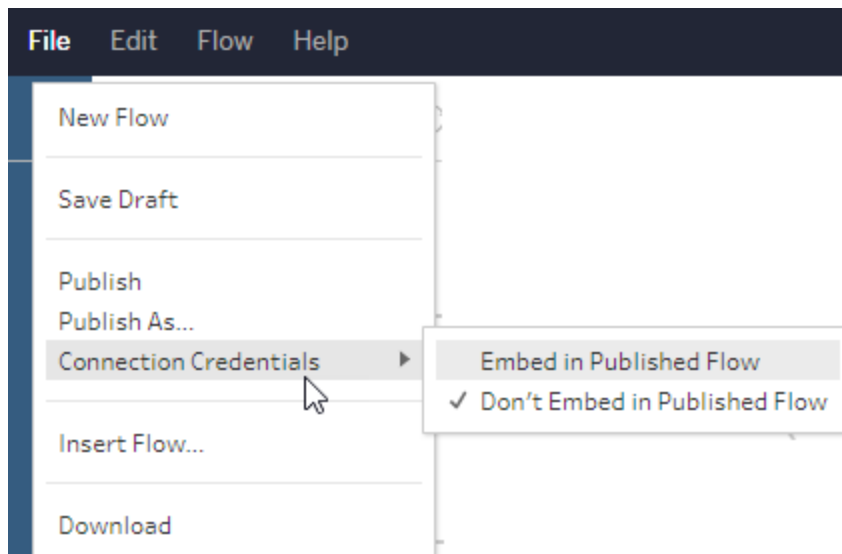 File Edit Flow Help
New Flow
Save Draft
Publish
Publish As...
Connection Credentials
Embed in Published Flow
Don't Embed in Published Flow
Insert Flow...
Download